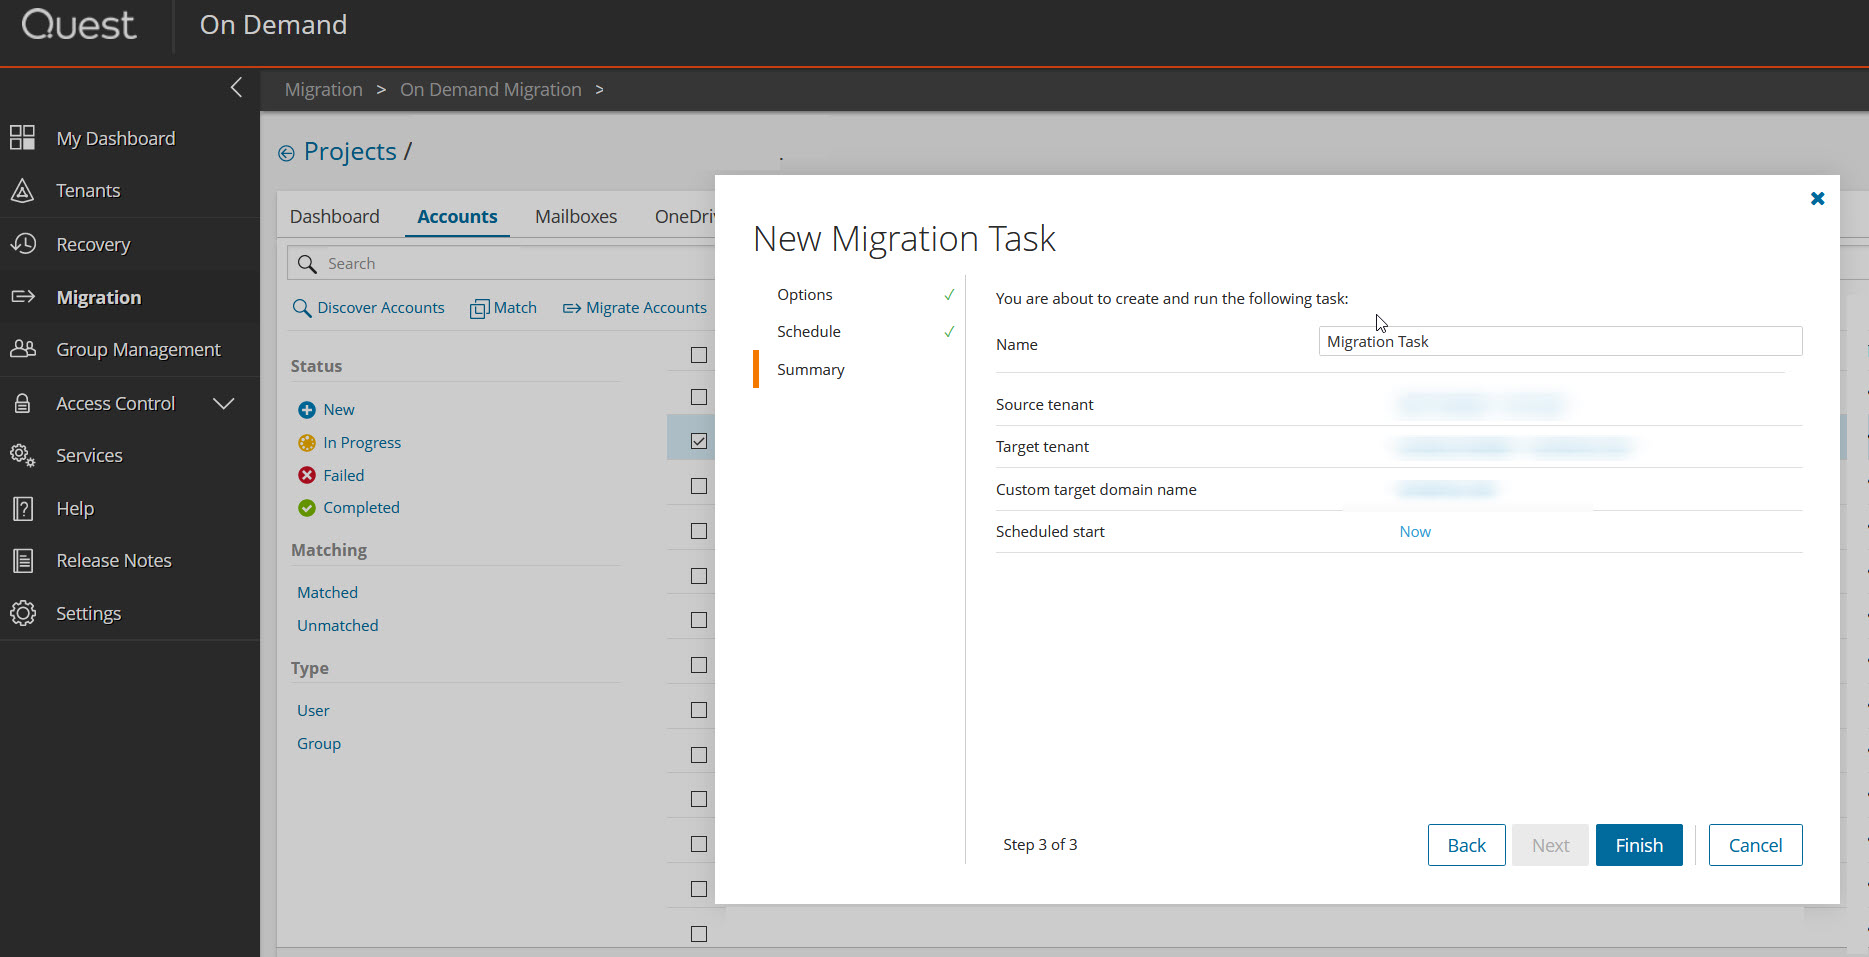 Quest On Demand
Migration > On Demand Migration >
My Dashboard
Tenants
Recovery
Migration
Group Management
Access Control
Services
Help
Release Notes
Settings
Projects /
Dashboard Accounts Mailboxes
Search
Discover Accounts Match Migrate Accounts
Status
New
In Progress
Failed
Completed
Matching
Matched
Unmatched
Type
User
Group
New Migration Task
Options
Schedule
Summary
You are about to create and run the following task:
Name Migration Task
Source tenant
Target tenant
Custom target domain name
Scheduled start Now
Step 3 of 3
Back Next Finish Cancel